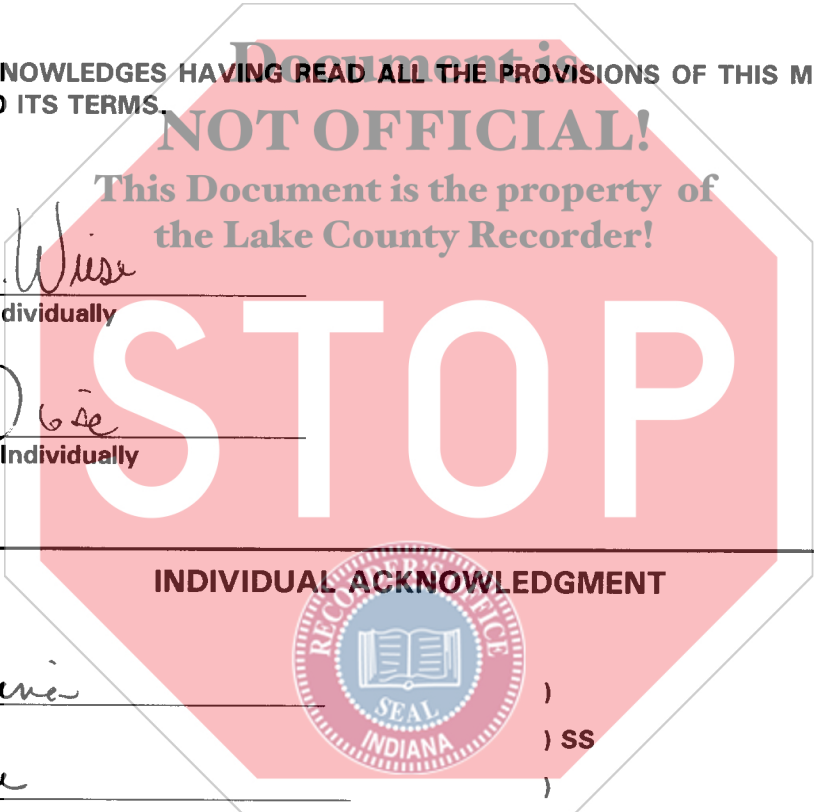 Document is
NOWLEDGES HAVING READ ALL THE PROVISIONS OF THIS M
ITS TERMS.
NOT OFFICIAL!
This Document is the property of
the Lake County Recorder!
. Wiese
dividually
Individually
STOP
INDIVIDUAL ACKNOWLEDGMENT
RECORDER'S OFFICE
SEAL
INDIANA
)
) SS
)